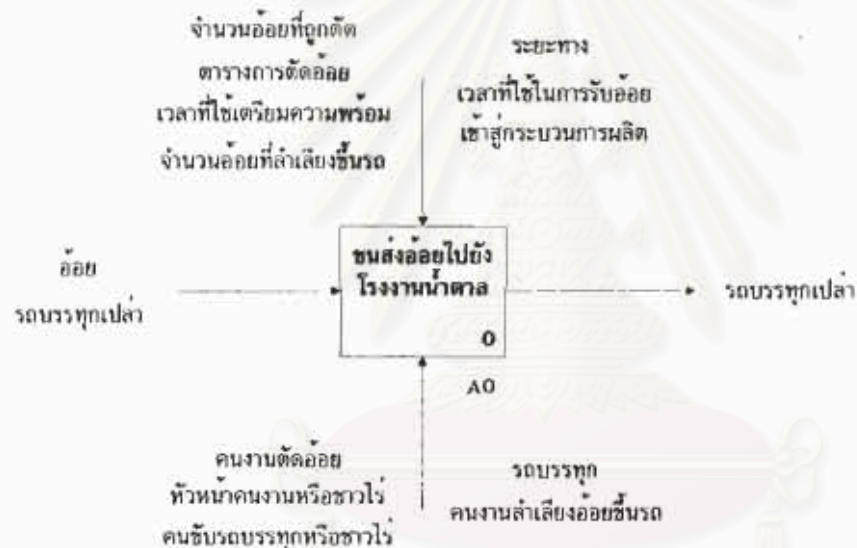 จำนวนอ้อยที่ถูกตัด
ตารางการตัดอ้อย
เวลาที่ใช้เตรียมความพร้อม
จำนวนอ้อยที่ลำเลียงขึ้นรถ
ระยะทาง
เวลาที่ใช้ในการรับอ้อย
เข้าสู่กระบวนการผลิต
อ้อย
รถบรรทุกเปล่า
ขนส่งอ้อยไปยัง
โรงงานน้ำตาล
0
A0
รถบรรทุกเปล่า
คนงานตัดอ้อย
หัวหน้าคนงานหรือชาวไร่
คนขับรถบรรทุกหรือชาวไร่
รถบรรทุก
คนงานลำเลียงอ้อยขึ้นรถ